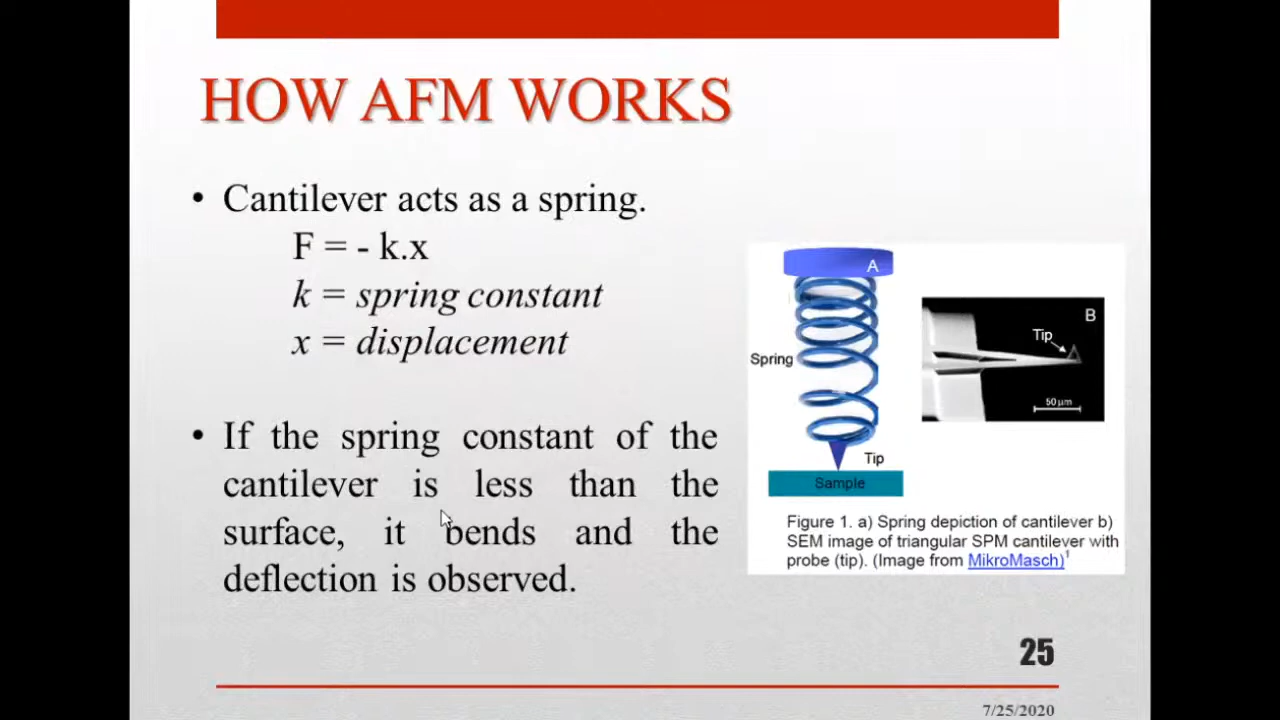 HOW AFM WORKS
• Cantilever acts as a spring.
F = - k.x
k = spring constant
x = displacement
• If the spring constant of the
cantilever is less than the
surface, it bends and the
deflection is observed.
A
Spring
Tip
Sample
B
Tip
50 µm
Figure 1. a) Spring depiction of cantilever b)
SEM image of triangular SPM cantilever with
probe (tip). (Image from MikroMasch)¹
25
7/25/2020